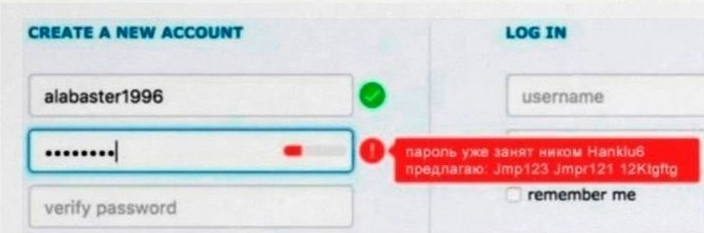 CREATE A NEW ACCOUNT
LOG IN
alabaster1996
username
••••••••
пароль уже занят ником Hanklu6
предлагаю: Jmp123 Jmpr121 12Ktgftg
verify password
remember me